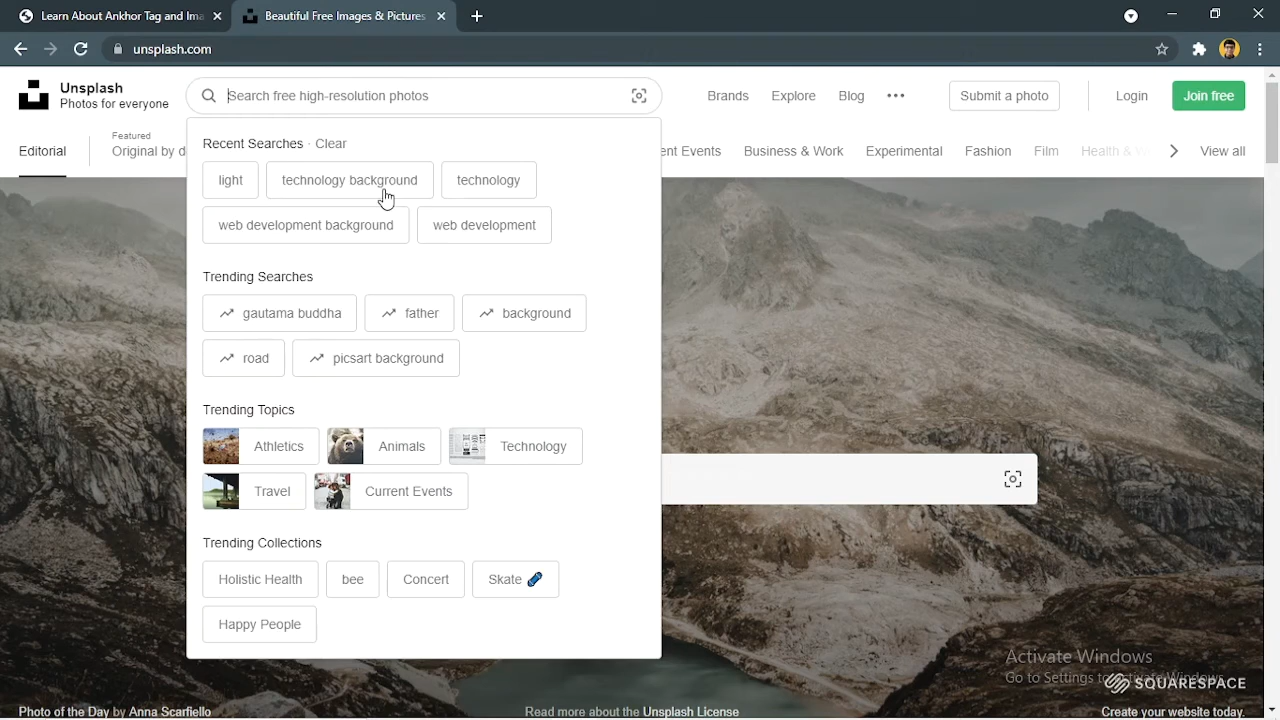 Learn About Ankhor Tag and Ima
Beautiful Free Images & Pictures
unsplash.com
Unsplash
Photos for everyone
Search free high-resolution photos
Brands
Explore
Blog
Submit a photo
Login
Join free
Editorial
Featured
Original by d
ent Events
Business & Work
Experimental
Fashion
Film
Health &
View all
Recent Searches · Clear
light
technology background
technology
web development background
web development
Trending Searches
gautama buddha
father
background
road
picsart background
Trending Topics
Athletics
Animals
Technology
Travel
Current Events
Trending Collections
Holistic Health
bee
Concert
Skate
Happy People
Activate Windows
Go to Settings to activate Windows.
SQUARESPACE
Photo of the Day by Anna Scarfiello
Read more about the Unsplash License
Create your website today.